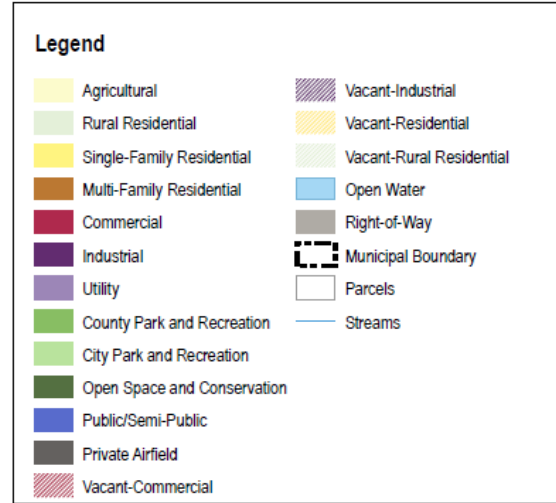 Legend
Agricultural
Rural Residential
Single-Family Residential
Multi-Family Residential
Commercial
Industrial
Utility
County Park and Recreation
City Park and Recreation
Open Space and Conservation
Public/Semi-Public
Private Airfield
Vacant-Commercial
Vacant-Industrial
Vacant-Residential
Vacant-Rural Residential
Open Water
Right-of-Way
Municipal Boundary
Parcels
Streams